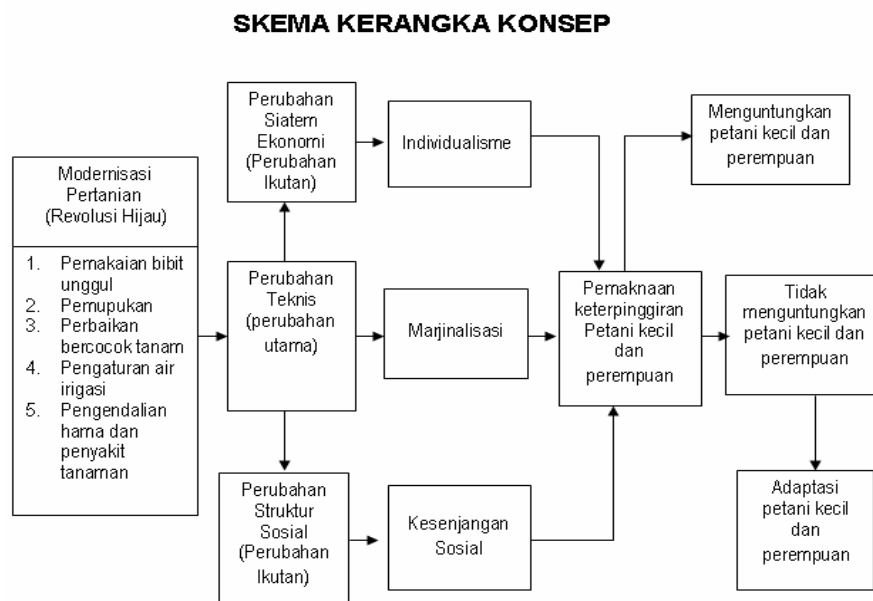 SKEMA KERANGKA KONSEP
Modernisasi
Pertanian
(Revolusi Hijau)
1. Pemakaian bibit
unggul
2. Pemupukan
3. Perbaikan
bercocok tanam
4. Pengaturan air
irigasi
5. Pengendalian
hama dan
penyakit
tanaman
Perubahan
Siatem
Ekonomi
(Perubahan
Ikutan)
Individualisme
Perubahan
Teknis
(perubahan
utama)
Marjinalisasi
Perubahan
Struktur
Sosial
(Perubahan
Ikutan)
Kesenjangan
Sosial
Pemaknaan
keterpinggiran
Petani kecil
dan
perempuan
Menguntungkan
petani kecil dan
perempuan
Tidak
menguntungkan
petani kecil dan
perempuan
Adaptasi
petani kecil
dan
perempuan